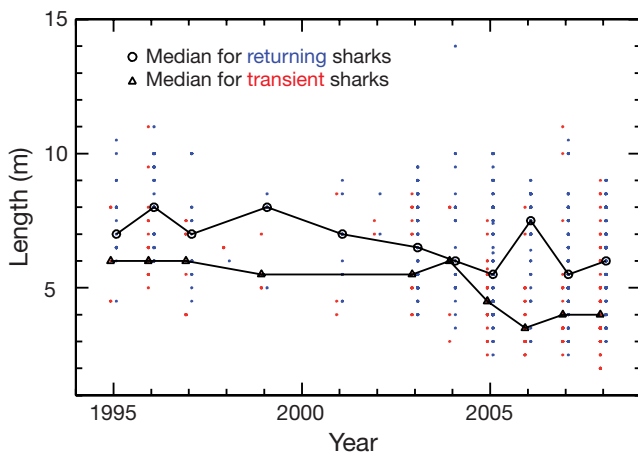 15
Median for returning sharks
Median for transient sharks
10
Length (m)
5
1995
2000
2005
Year